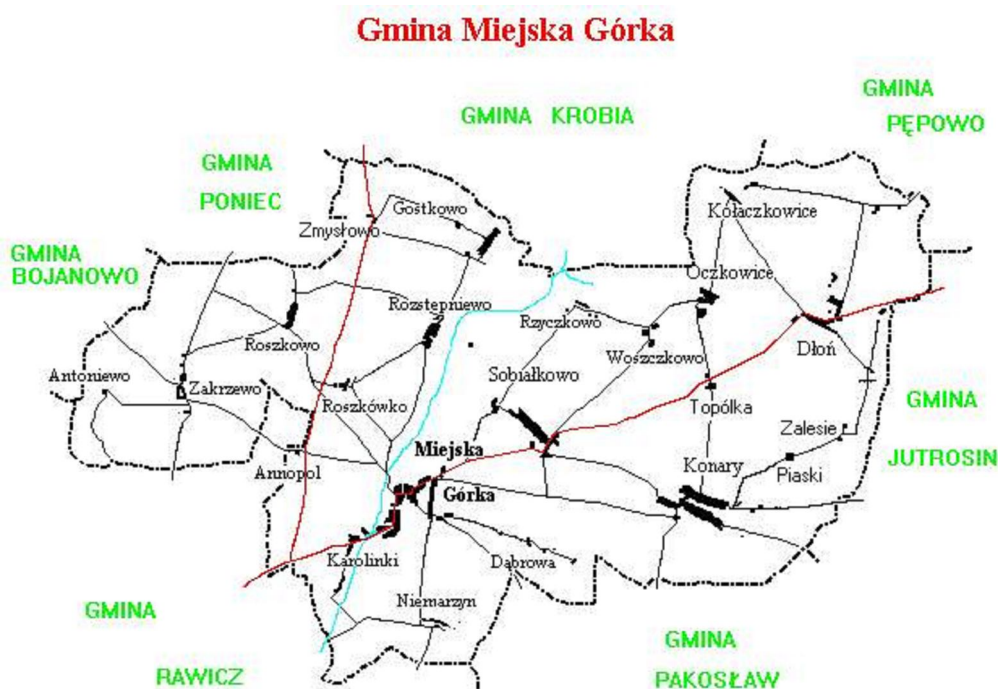 Gmina Miejska Górka
GMINA
PĘPOWO
GMINA KROBIA
GMINA
PONIEC
GMINA
BOJANOWO
Gostkowo
Zmysłowo
Kołaczkowice
Oczkowice
Rozstępniewo
Rzyczkowo
Roszkowo
Woszczkowo
Dłoń
Antoniewo
Zakrzewo
Sobiałkowo
Roszkówko
Topólka
GMINA
JUTROSIN
Zalesie
Miejska
Górka
Annopol
Konary
Piaski
Karolinki
Dąbrowa
Niemarzyn
GMINA
RAWICZ
GMINA
PAKOSŁAW